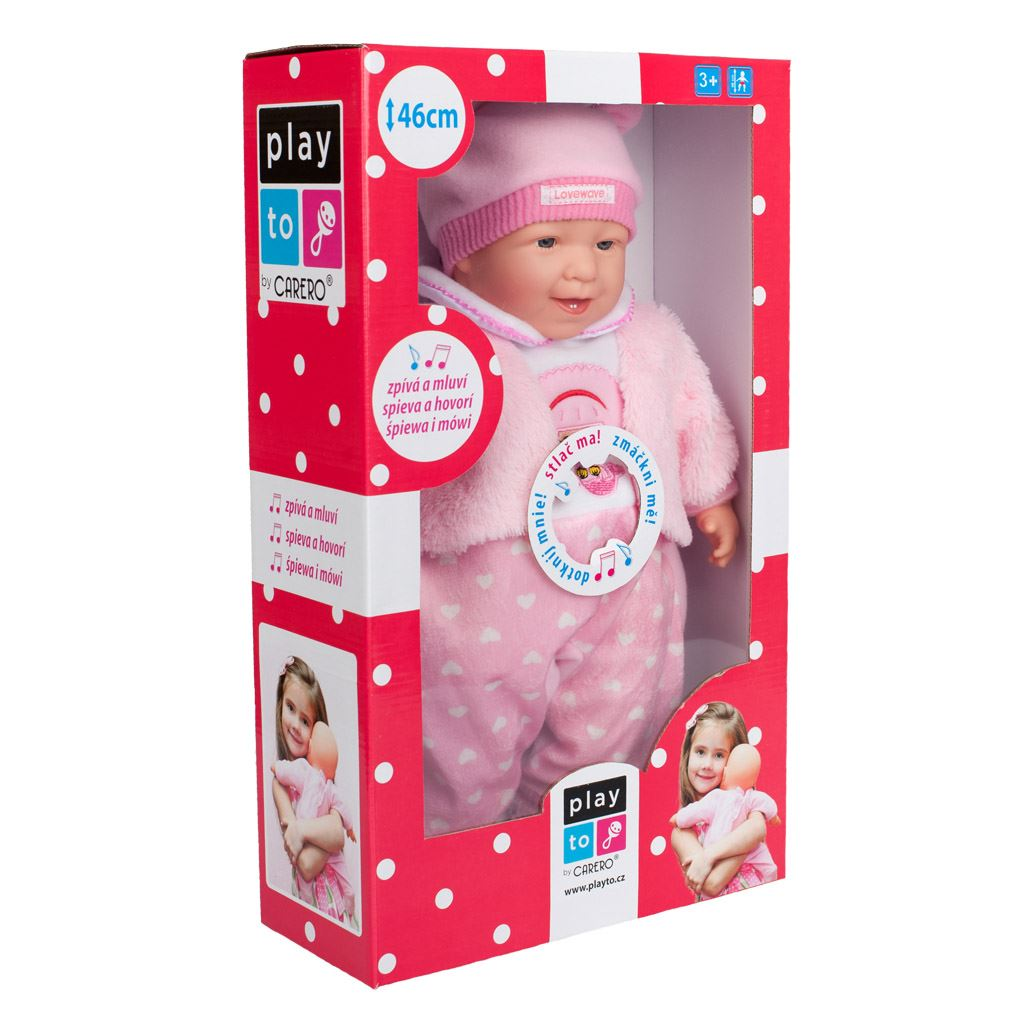 play
to
by CARERO®
46cm
3+
Lovewave
zpívá a mluví
spieva a hovorí
śpiewa i mówi
stlač ma!
zmáčkni mě!
dotknij mnie!
zpívá a mluví
spieva a hovorí
śpiewa i mówi
play
to
by CARERO®
www.playto.cz